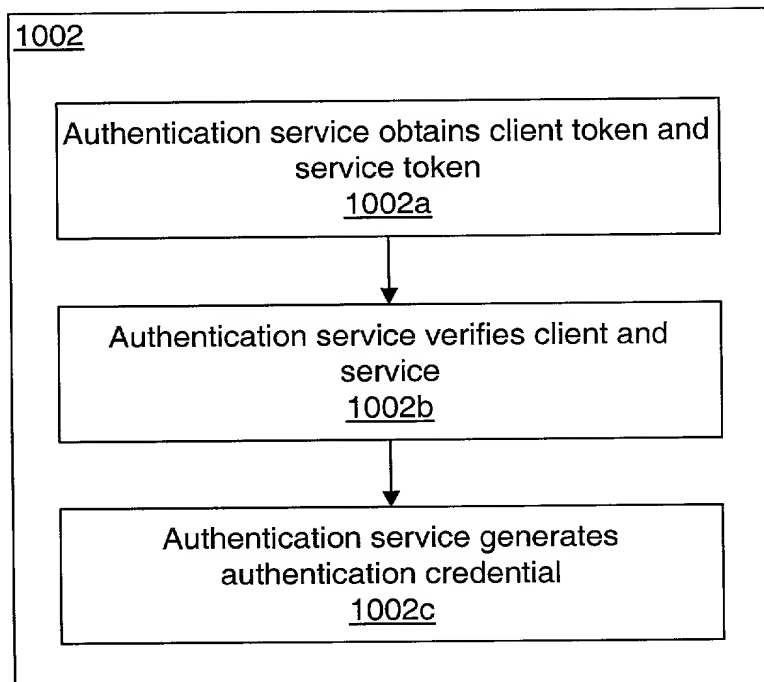 1002
Authentication service obtains client token and
service token
1002a
Authentication service verifies client and
service
1002b
Authentication service generates
authentication credential
1002c